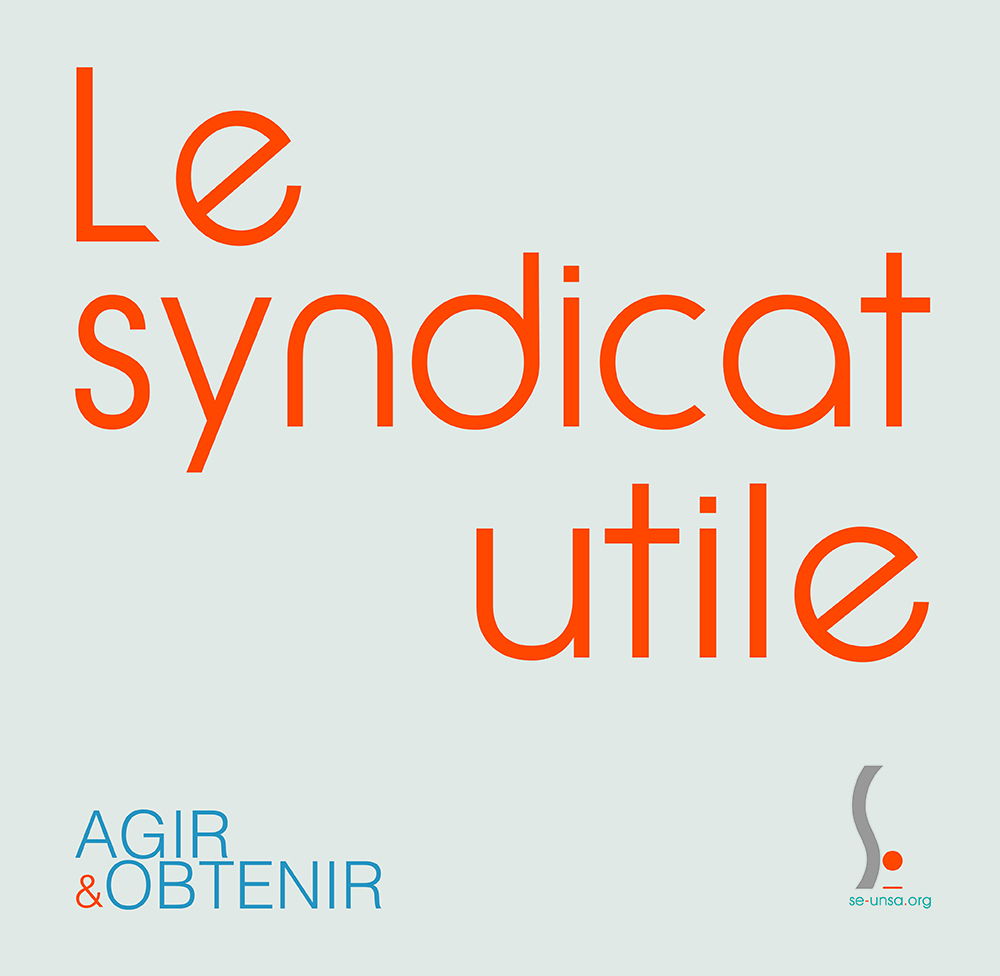 Le
syndicat
utile
AGIR
&OBTENIR
se-unsa.org